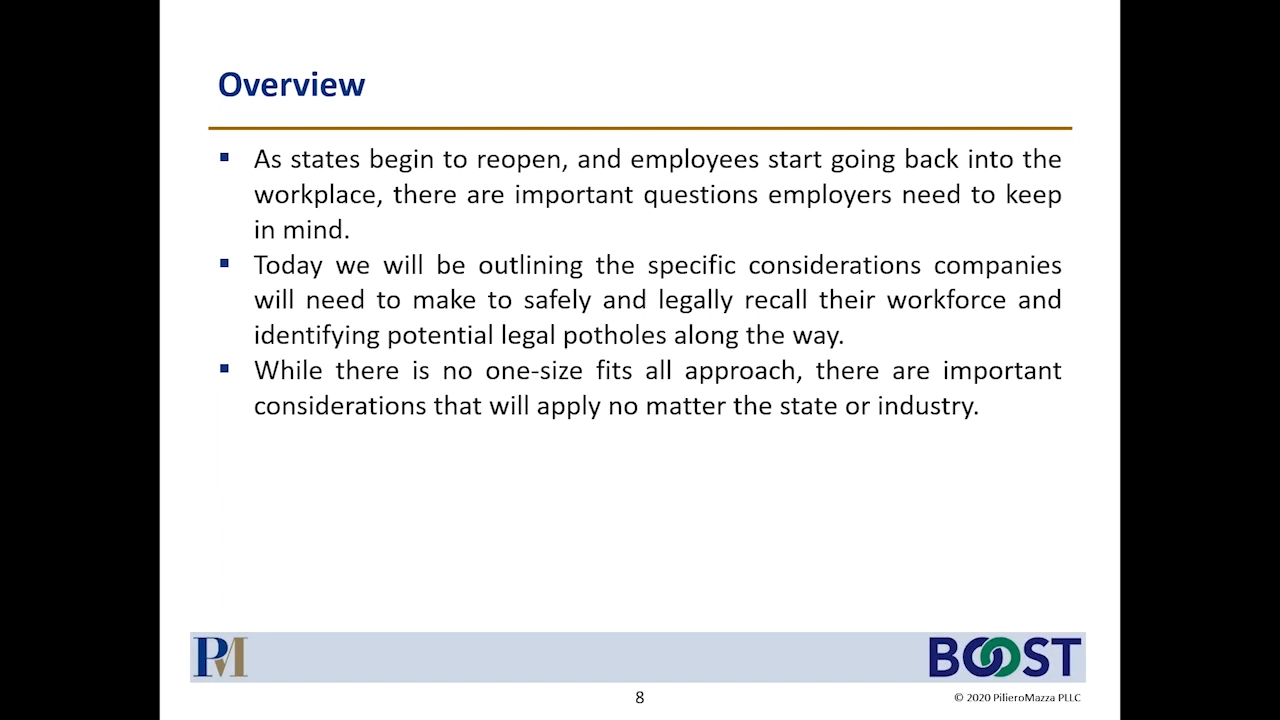 Overview
▪ As states begin to reopen, and employees start going back into the
workplace, there are important questions employers need to keep
in mind.
▪ Today we will be outlining the specific considerations companies
will need to make to safely and legally recall their workforce and
identifying potential legal potholes along the way.
▪ While there is no one-size fits all approach, there are important
considerations that will apply no matter the state or industry.
PM
BOOST
8
© 2020 PilieroMazza PLLC